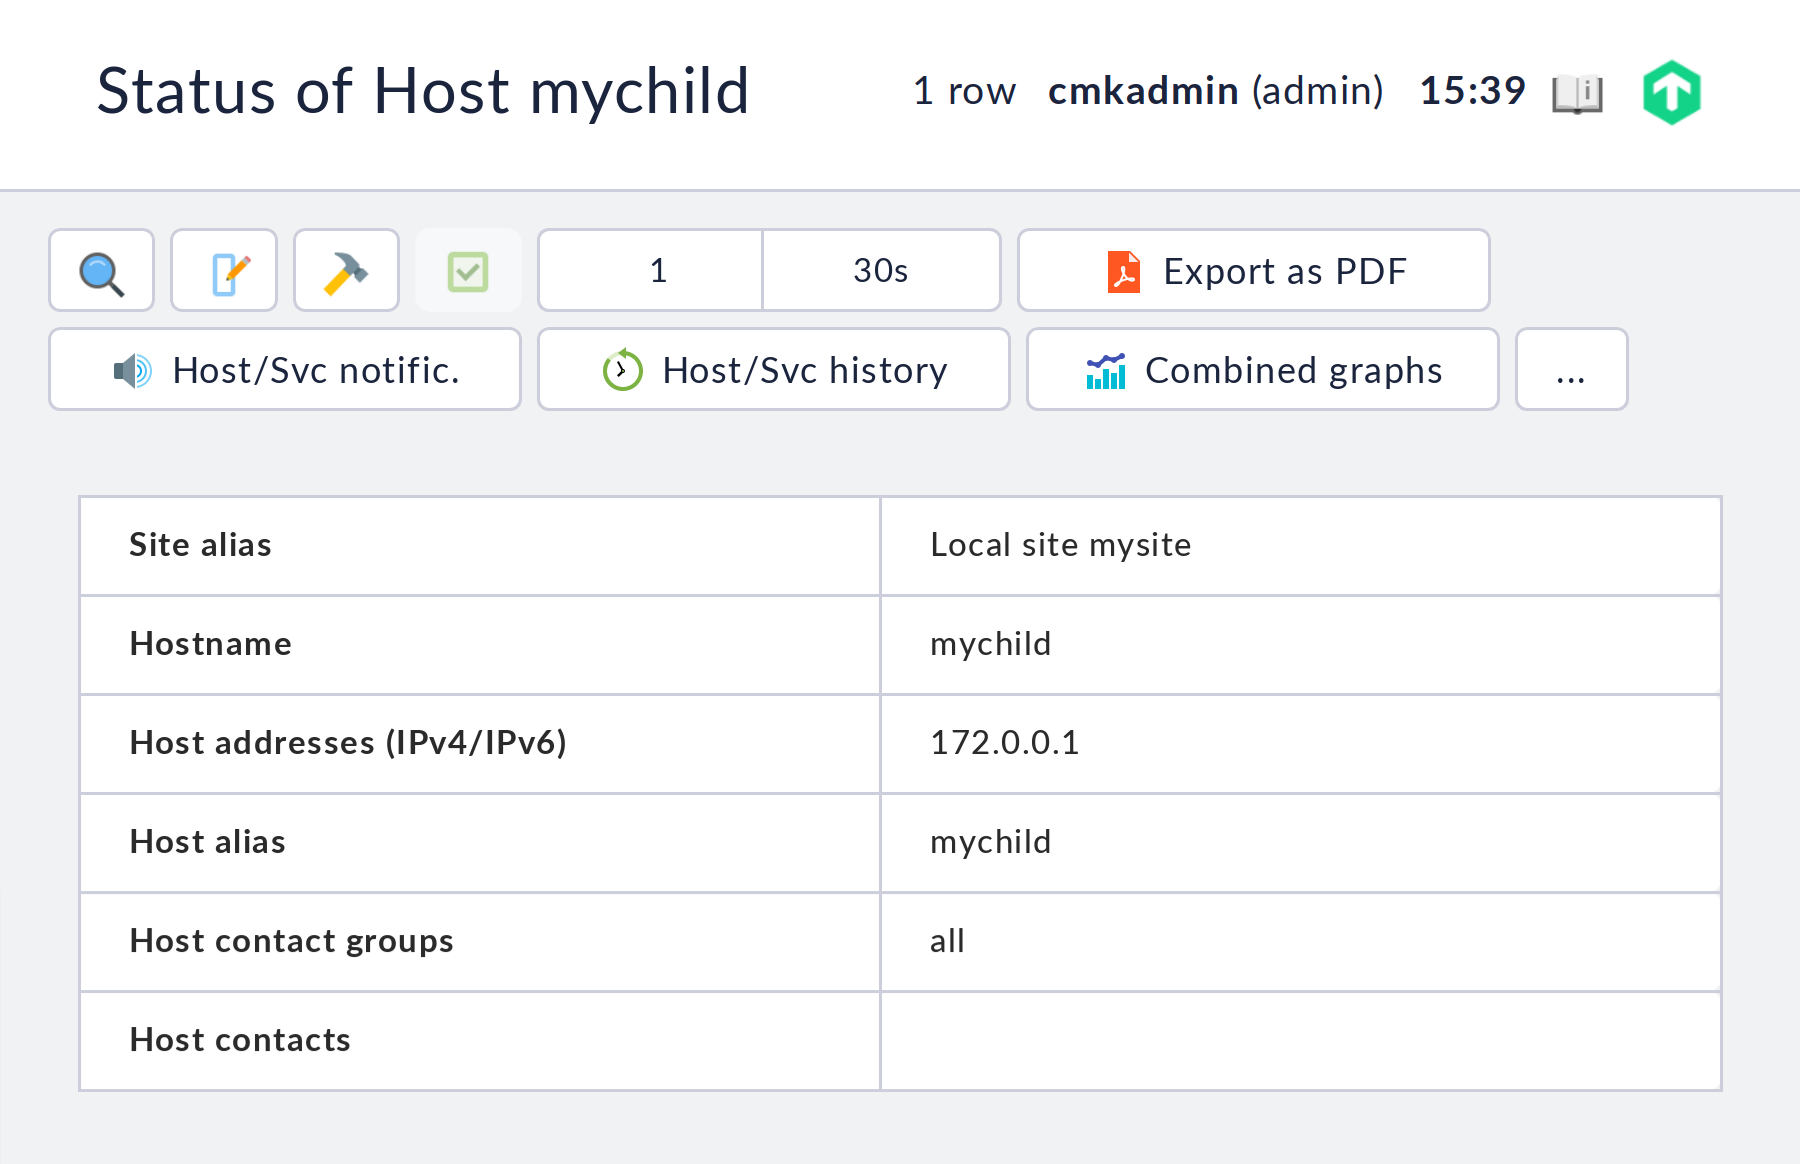 Status of Host mychild 1 row cmkadmin (admin) 15:39
1 30s Export as PDF
Host/Svc notific. Host/Svc history Combined graphs ...
Site alias Local site mysite
Hostname mychild
Host addresses (IPv4/IPv6) 172.0.0.1
Host alias mychild
Host contact groups all
Host contacts